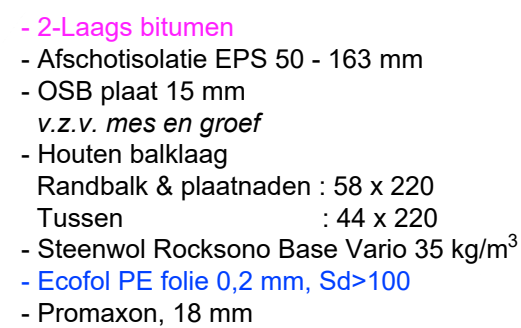 - 2-Laags bitumen
- Afschotisolatie EPS 50 - 163 mm
- OSB plaat 15 mm
v.z.v. mes en groef
- Houten balklaag
Randbalk & plaatnaden : 58 x 220
Tussen : 44 x 220
- Steenwol Rocksono Base Vario 35 kg/m³
- Ecofol PE folie 0,2 mm, Sd>100
- Promaxon, 18 mm